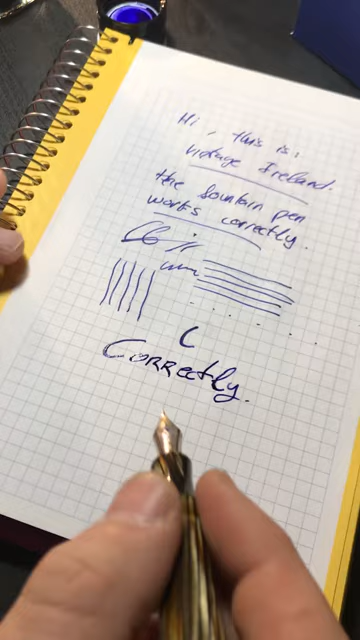 Hi, this is:
Vintage Ireland.
the fountain pen
works correctly.
C
Correctly.